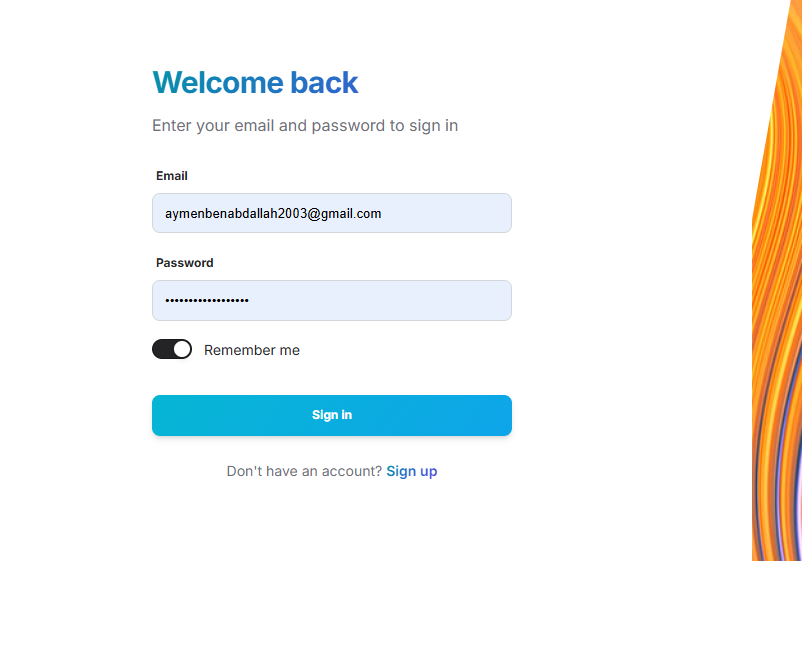 Welcome back
Enter your email and password to sign in
Email
aymenbenabdallah2003@gmail.com
Password
••••••••••••••••••
Remember me
Sign in
Don't have an account? Sign up